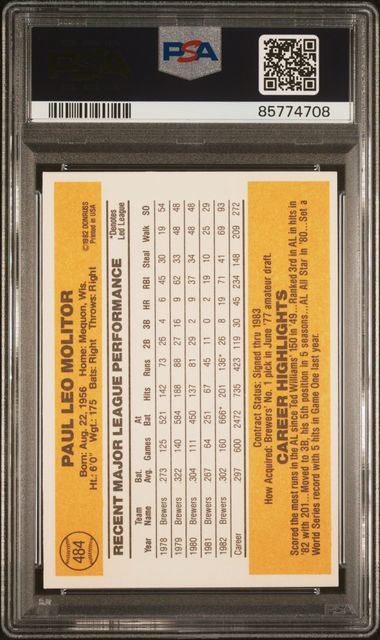 PSA
PSA
85774708
484
PAUL LEO MOLITOR
Born: Aug. 22, 1956 Home: Mequon, Wis.
Ht.: 6'0" Wgt.: 175 Bats: Right Throws: Right
©1982 DONRUSS
Printed in USA
RECENT MAJOR LEAGUE PERFORMANCE
*Denotes
Led League
Year Team Name Bat. Avg. Games At Bat Hits Runs 2B 3B HR RBI Steal Walk SO
1978 Brewers .273 125 521 142 73 26 4 6 45 30 19 54
1979 Brewers .322 140 584 188 88 27 16 9 62 33 48 48
1980 Brewers .304 111 450 137 81 29 2 9 37 34 48 48
1981 Brewers .267 64 251 67 45 11 0 2 19 10 25 29
1982 Brewers .302 160 666* 201 136* 26 8 19 71 41 69 93
Career .297 600 2472 735 423 119 30 45 234 148 209 272
Contract Status: Signed thru 1983
How Acquired: Brewers' No. 1 pick in June '77 amateur draft.
CAREER HIGHLIGHTS
Scored the most runs in the AL since Ted Williams' 150 in '49...Ranked 3rd in AL in hits in
'82 with 201...Moved to 3B, his 5th position in 5 seasons...AL All Star in '80...Set a
World Series record with 5 hits in Game One last year.